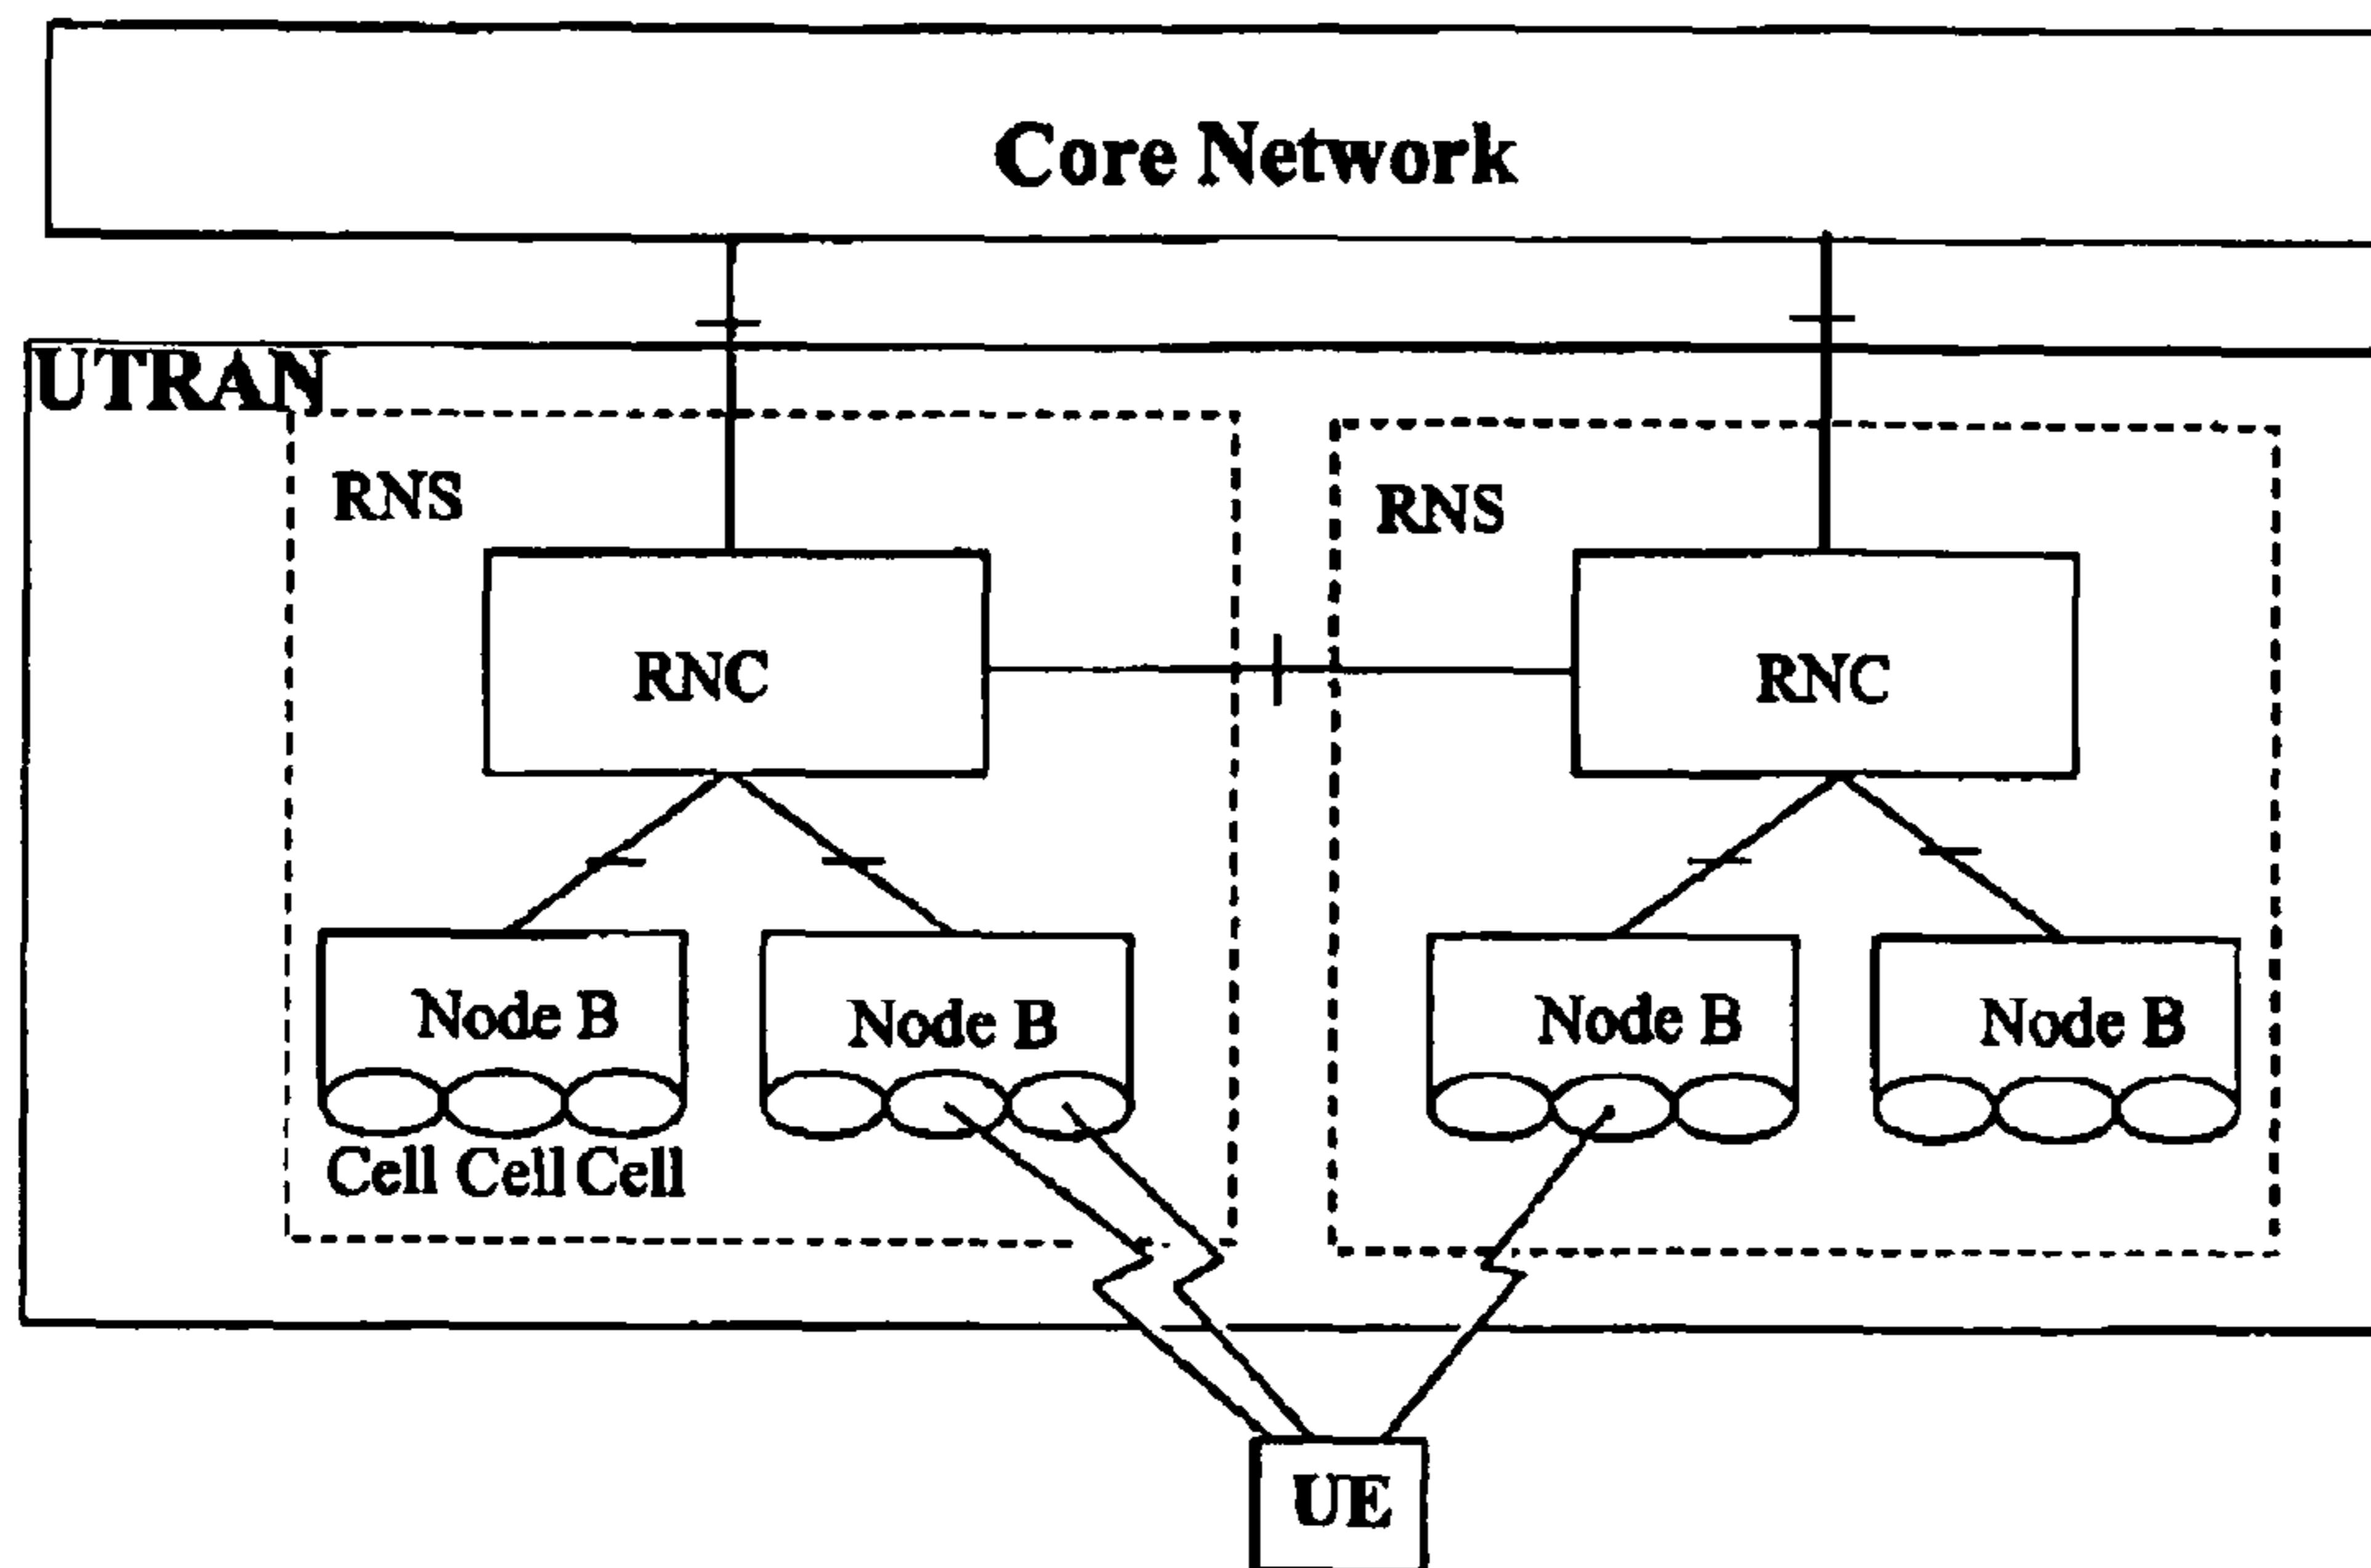 Core Network
UTRAN
RNS
RNS
RNC
RNC
Node B
Node B
Node B
Node B
Cell Cell Cell
UE